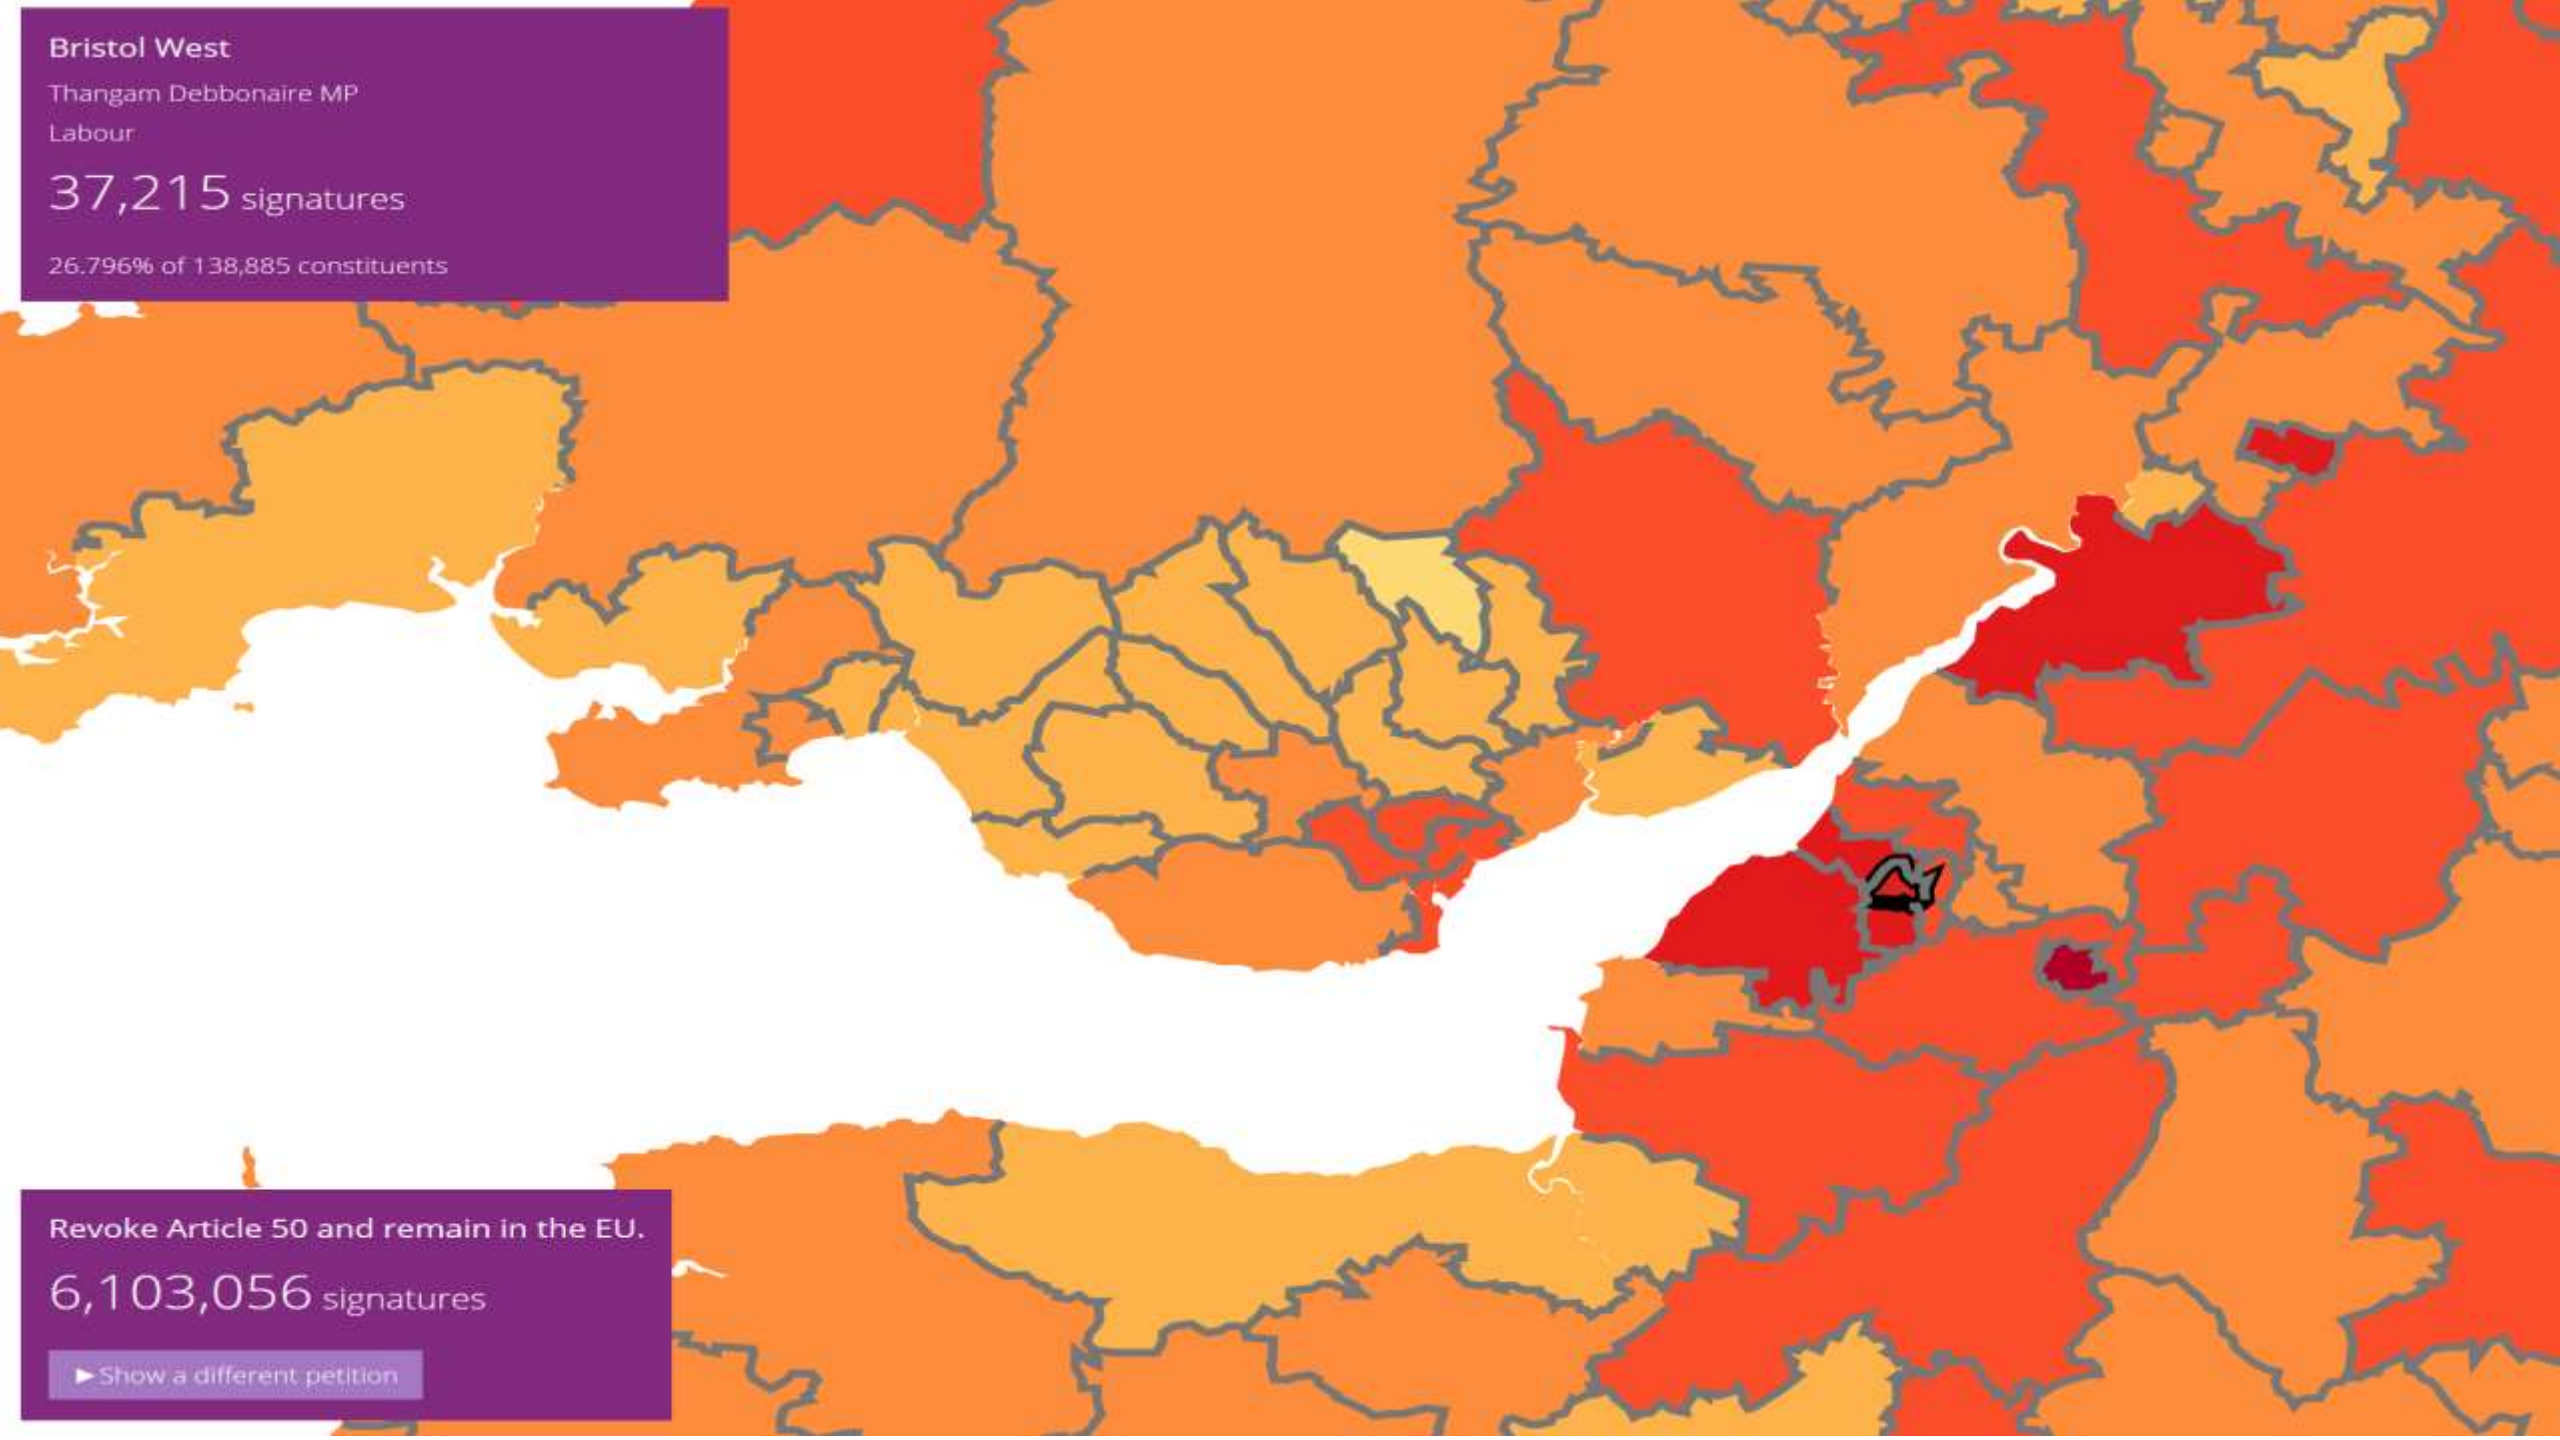 Bristol West
Thangam Debbonaire MP
Labour
37,215 signatures
26.796% of 138,885 constituents
Revoke Article 50 and remain in the EU.
6,103,056 signatures
►Show a different petition